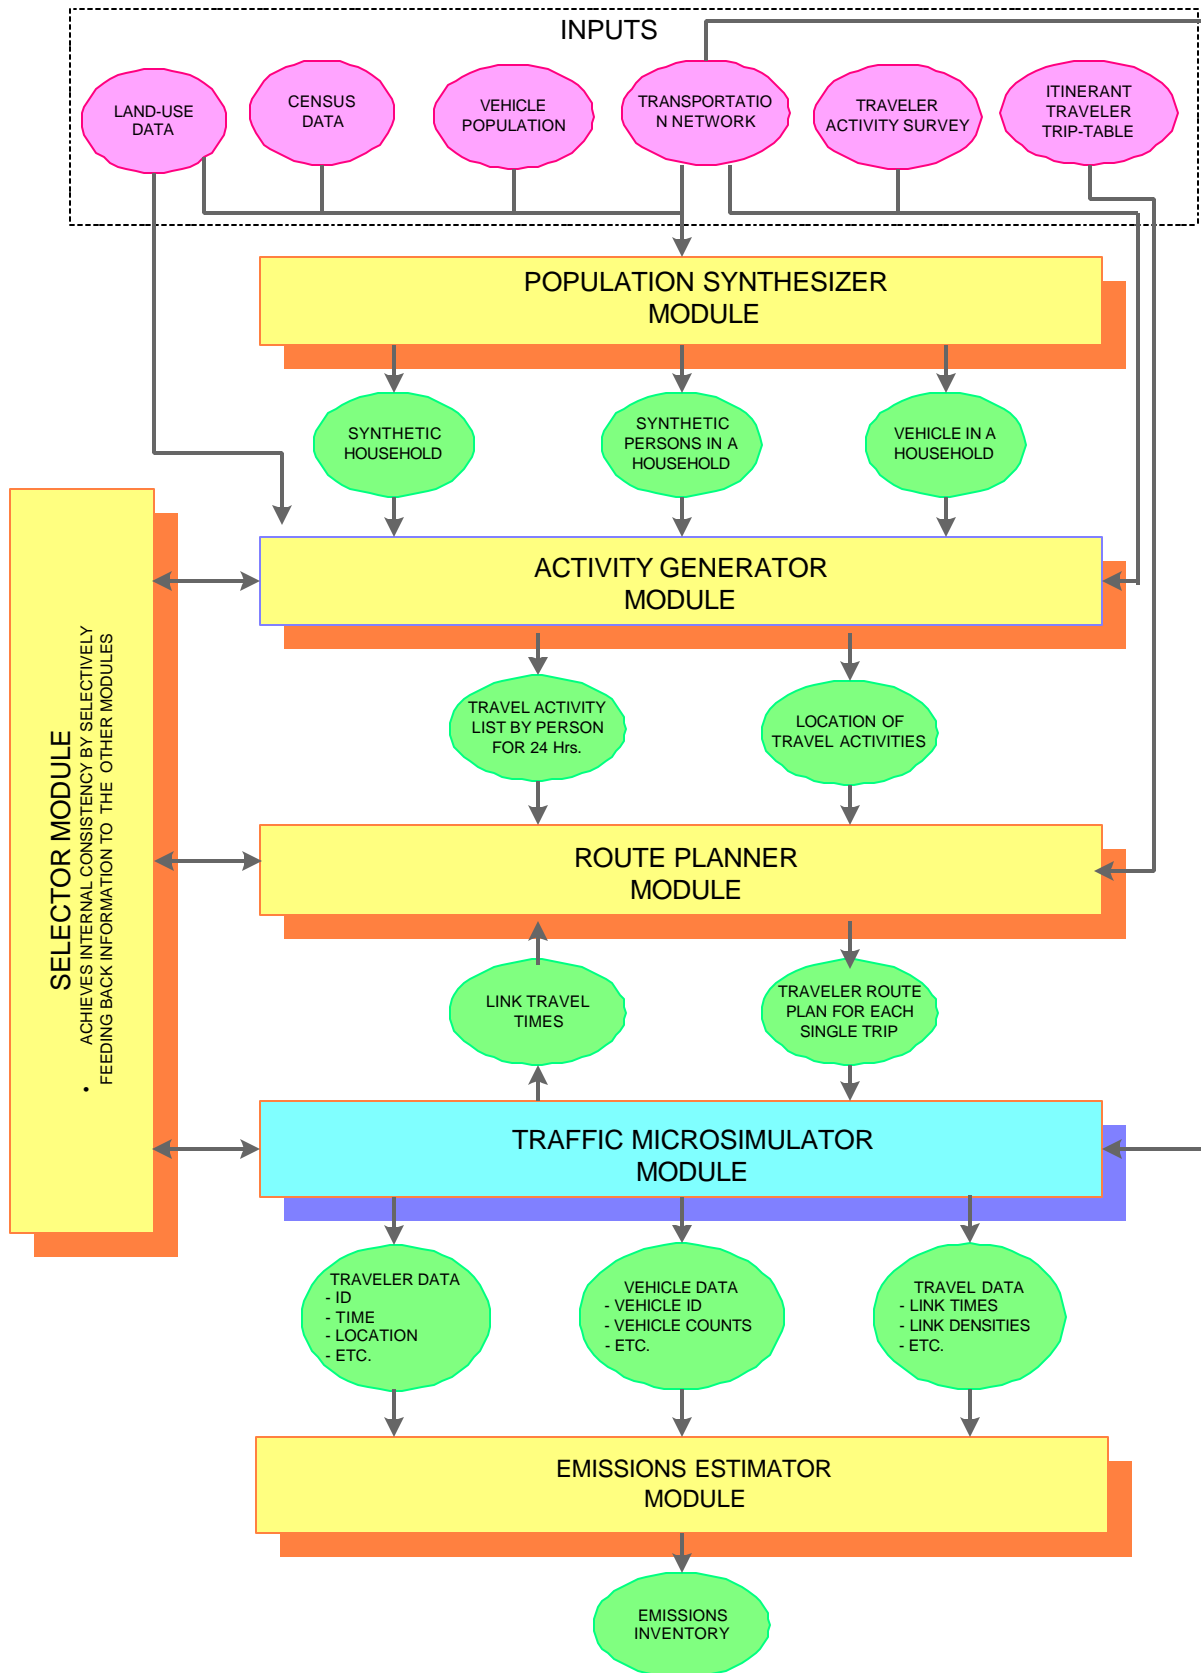 INPUTS
LAND-USE
DATA
CENSUS
DATA
VEHICLE
POPULATION
TRANSPORTATIO
N NETWORK
TRAVELER
ACTIVITY SURVEY
ITINERANT
TRAVELER
TRIP-TABLE
POPULATION SYNTHESIZER
MODULE
SYNTHETIC
HOUSEHOLD
SYNTHETIC
PERSONS IN A
HOUSEHOLD
VEHICLE IN A
HOUSEHOLD
SELECTOR MODULE
• ACHIEVES INTERNAL CONSISTENCY BY SELECTIVELY
FEEDING BACK INFORMATION TO THE OTHER MODULES
ACTIVITY GENERATOR
MODULE
TRAVEL ACTIVITY
LIST BY PERSON
FOR 24 Hrs.
LOCATION OF
TRAVEL ACTIVITIES
ROUTE PLANNER
MODULE
LINK TRAVEL
TIMES
TRAVELER ROUTE
PLAN FOR EACH
SINGLE TRIP
TRAFFIC MICROSIMULATOR
MODULE
TRAVELER DATA
- ID
- TIME
- LOCATION
- ETC.
VEHICLE DATA
- VEHICLE ID
- VEHICLE COUNTS
- ETC.
TRAVEL DATA
- LINK TIMES
- LINK DENSITIES
- ETC.
EMISSIONS ESTIMATOR
MODULE
EMISSIONS
INVENTORY